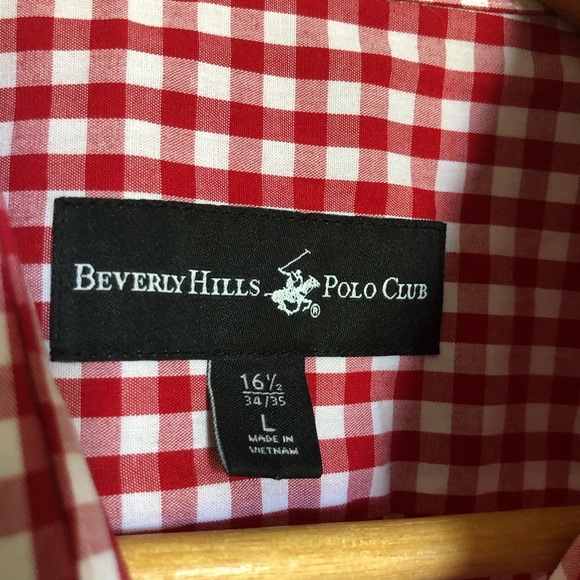 BEVERLY HILLS POLO CLUB
®
16½
34/35
L
MADE IN
VIETNAM